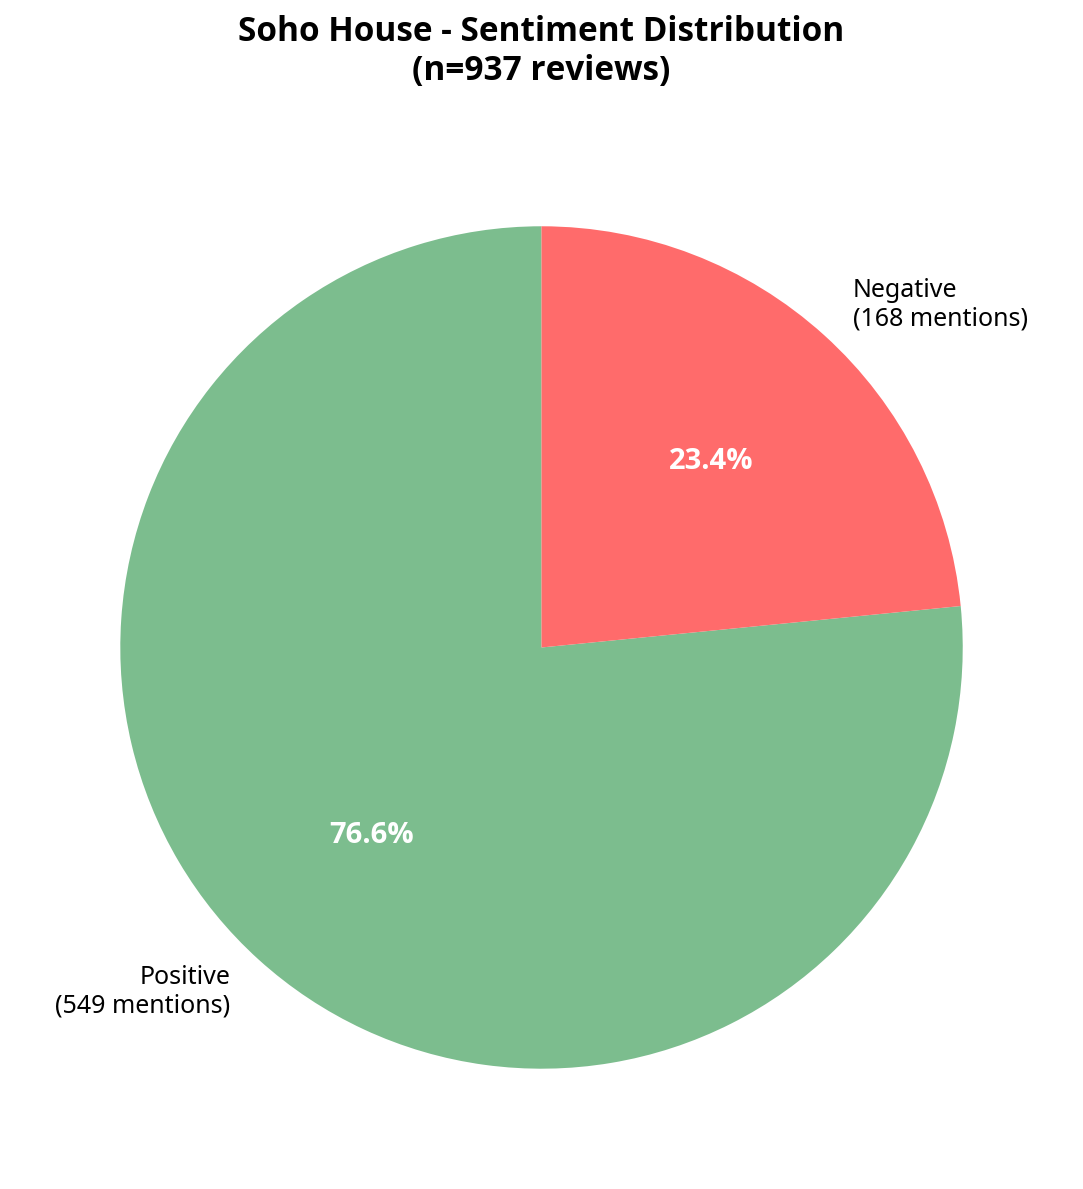 Soho House - Sentiment Distribution
(n=937 reviews)
Negative
(168 mentions)
23.4%
76.6%
Positive
(549 mentions)